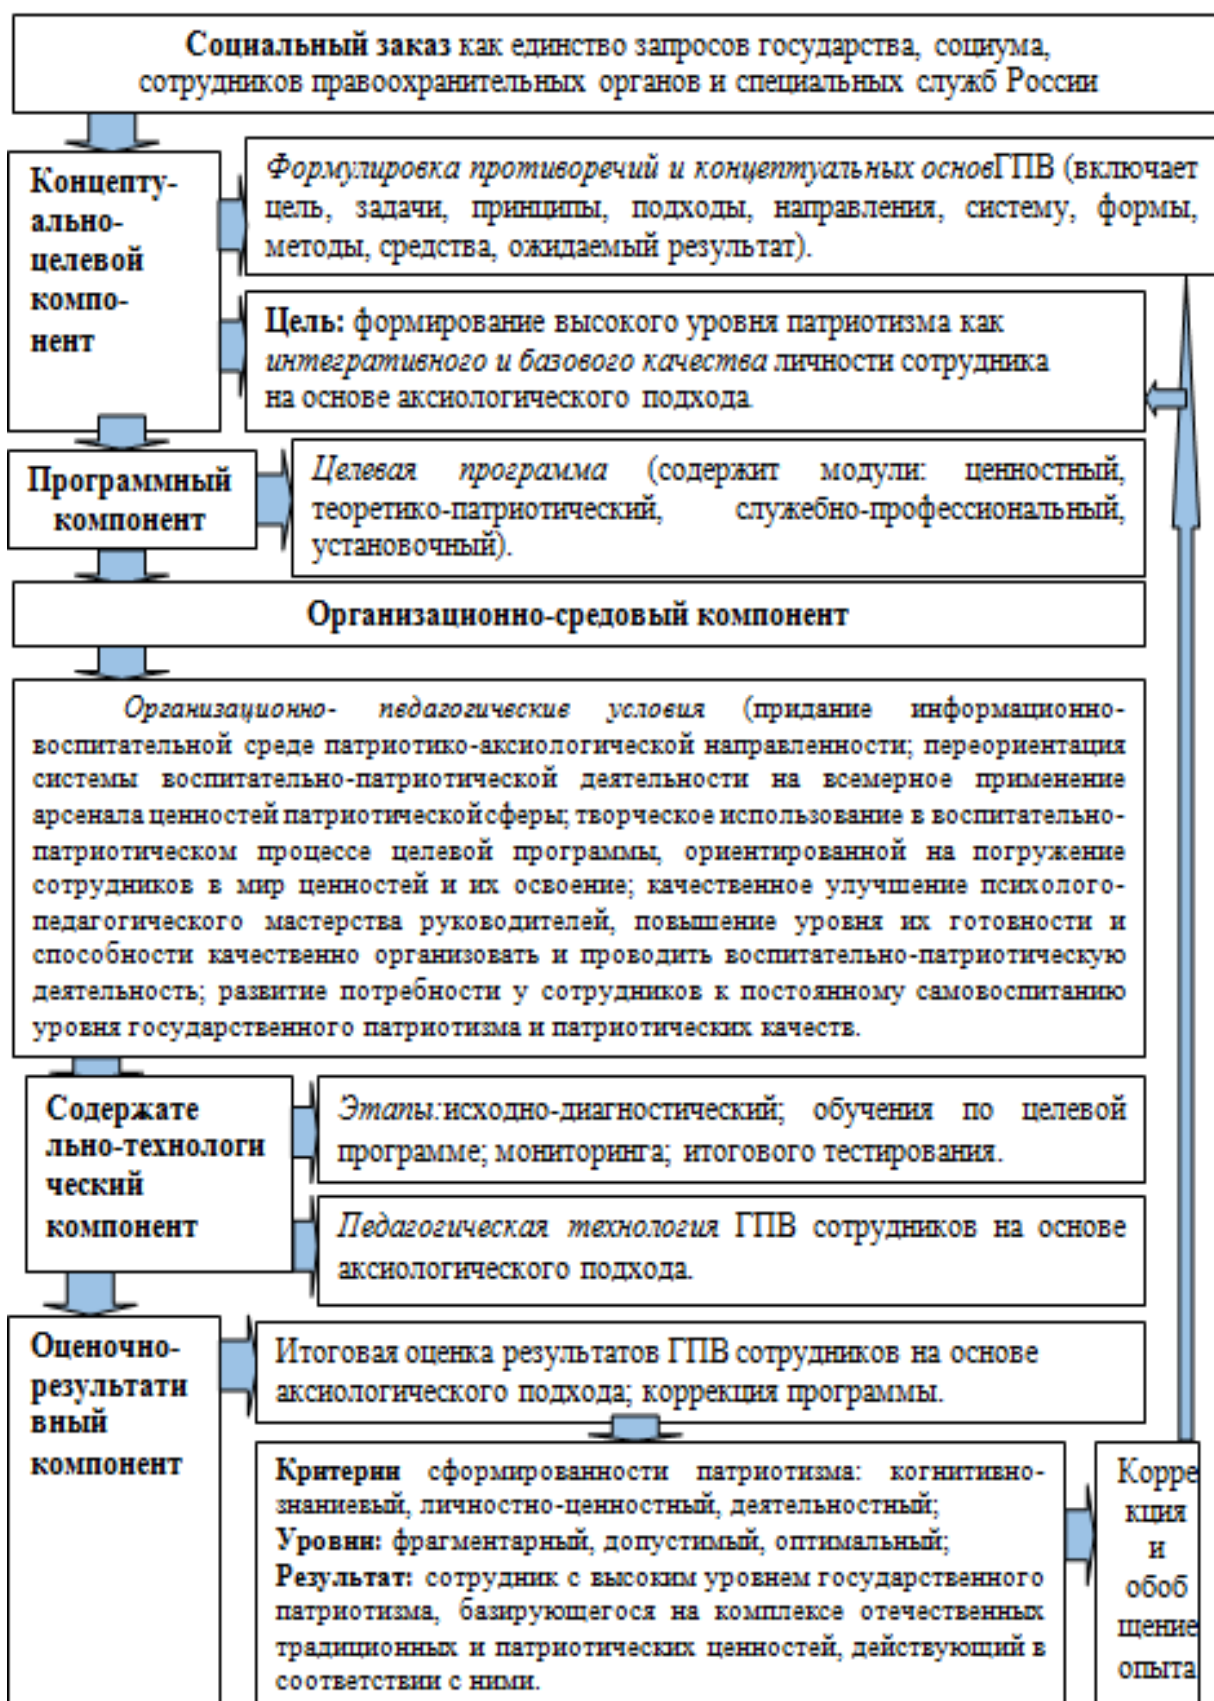 Социальный заказ как единство запросов государства, социума,
сотрудников правоохранительных органов и специальных служб России
Концепту-
ально-
целевой
компо-
нент
Формулировка противоречий и концептуальных основГПВ (включает
цель, задачи, принципы, подходы, направления, систему, формы,
методы, средства, ожидаемый результат).
Цель: формирование высокого уровня патриотизма как
интегративного и базового качества личности сотрудника
на основе аксиологического подхода.
Программный
компонент
Целевая программа (содержит модули: ценностный,
теоретико-патриотический, служебно-профессиональный,
установочный).
Организационно-средовый компонент
Организационно- педагогические условия (придание информационно-
воспитательной среде патриотико-аксиологической направленности; переориентация
системы воспитательно-патриотической деятельности на всемерное применение
арсенала ценностей патриотической сферы; творческое использование в воспитательно-
патриотическом процессе целевой программы, ориентированной на погружение
сотрудников в мир ценностей и их освоение; качественное улучшение психолого-
педагогического мастерства руководителей, повышение уровня их готовности и
способности качественно организовать и проводить воспитательно-патриотическую
деятельность; развитие потребности у сотрудников к постоянному самовоспитанию
уровня государственного патриотизма и патриотических качеств.
Содержате
льно-технологи
ческий
компонент
Этапы:исходно-диагностический; обучения по целевой
программе; мониторинга; итогового тестирования.
Педагогическая технология ГПВ сотрудников на основе
аксиологического подхода.
Оценочно-
результати
вный
компонент
Итоговая оценка результатов ГПВ сотрудников на основе
аксиологического подхода; коррекция программы.
Критерии сформированности патриотизма: когнитивно-
знаниевый, личностно-ценностный, деятельностный;
Уровни: фрагментарный, допустимый, оптимальный;
Результат: сотрудник с высоким уровнем государственного
патриотизма, базирующегося на комплексе отечественных
традиционных и патриотических ценностей, действующий в
соответствии с ними.
Корре
кция
и
обоб
щение
опыта